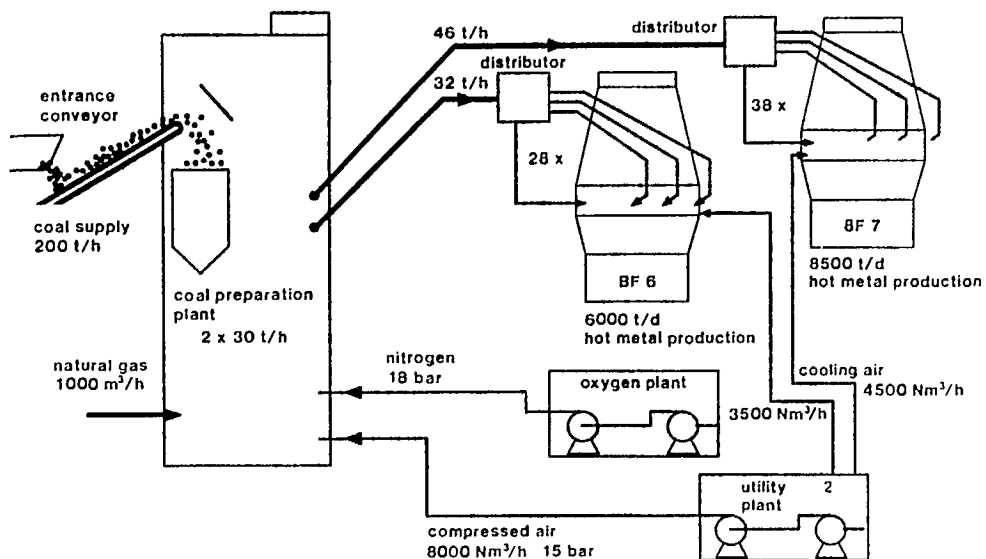 46 t/h
distributor
distributor
32 t/h
entrance
conveyor
38 x
28 x
coal supply
200 t/h
BF 7
8500 t/d
hot metal production
BF 6
coal preparation
plant
2 x 30 t/h
6000 t/d
hot metal production
natural gas
1000 m³/h
nitrogen
18 bar
oxygen plant
cooling air
4500 Nm³/h
3500 Nm³/h
utility 2
plant
compressed air
8000 Nm³/h 15 bar